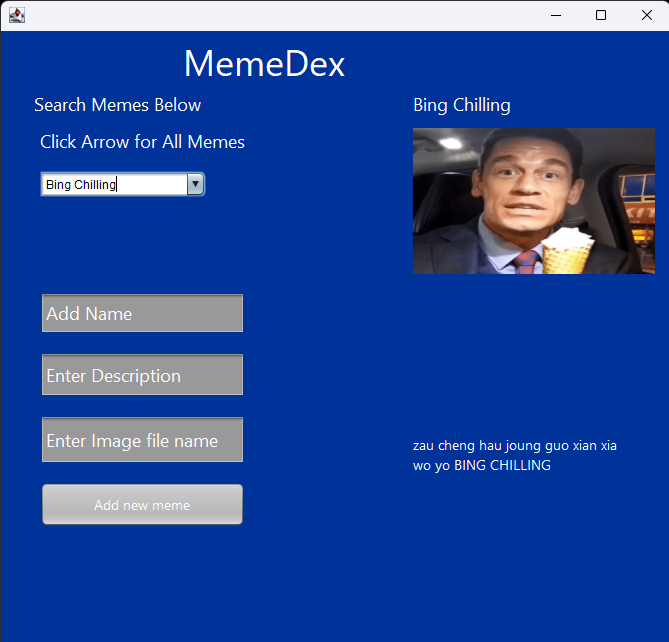 MemeDex
Search Memes Below
Click Arrow for All Memes
Bing Chilling
Add Name
Enter Description
Enter Image file name
Add new meme
Bing Chilling
zau cheng hau joung guo xian xia
wo yo BING CHILLING